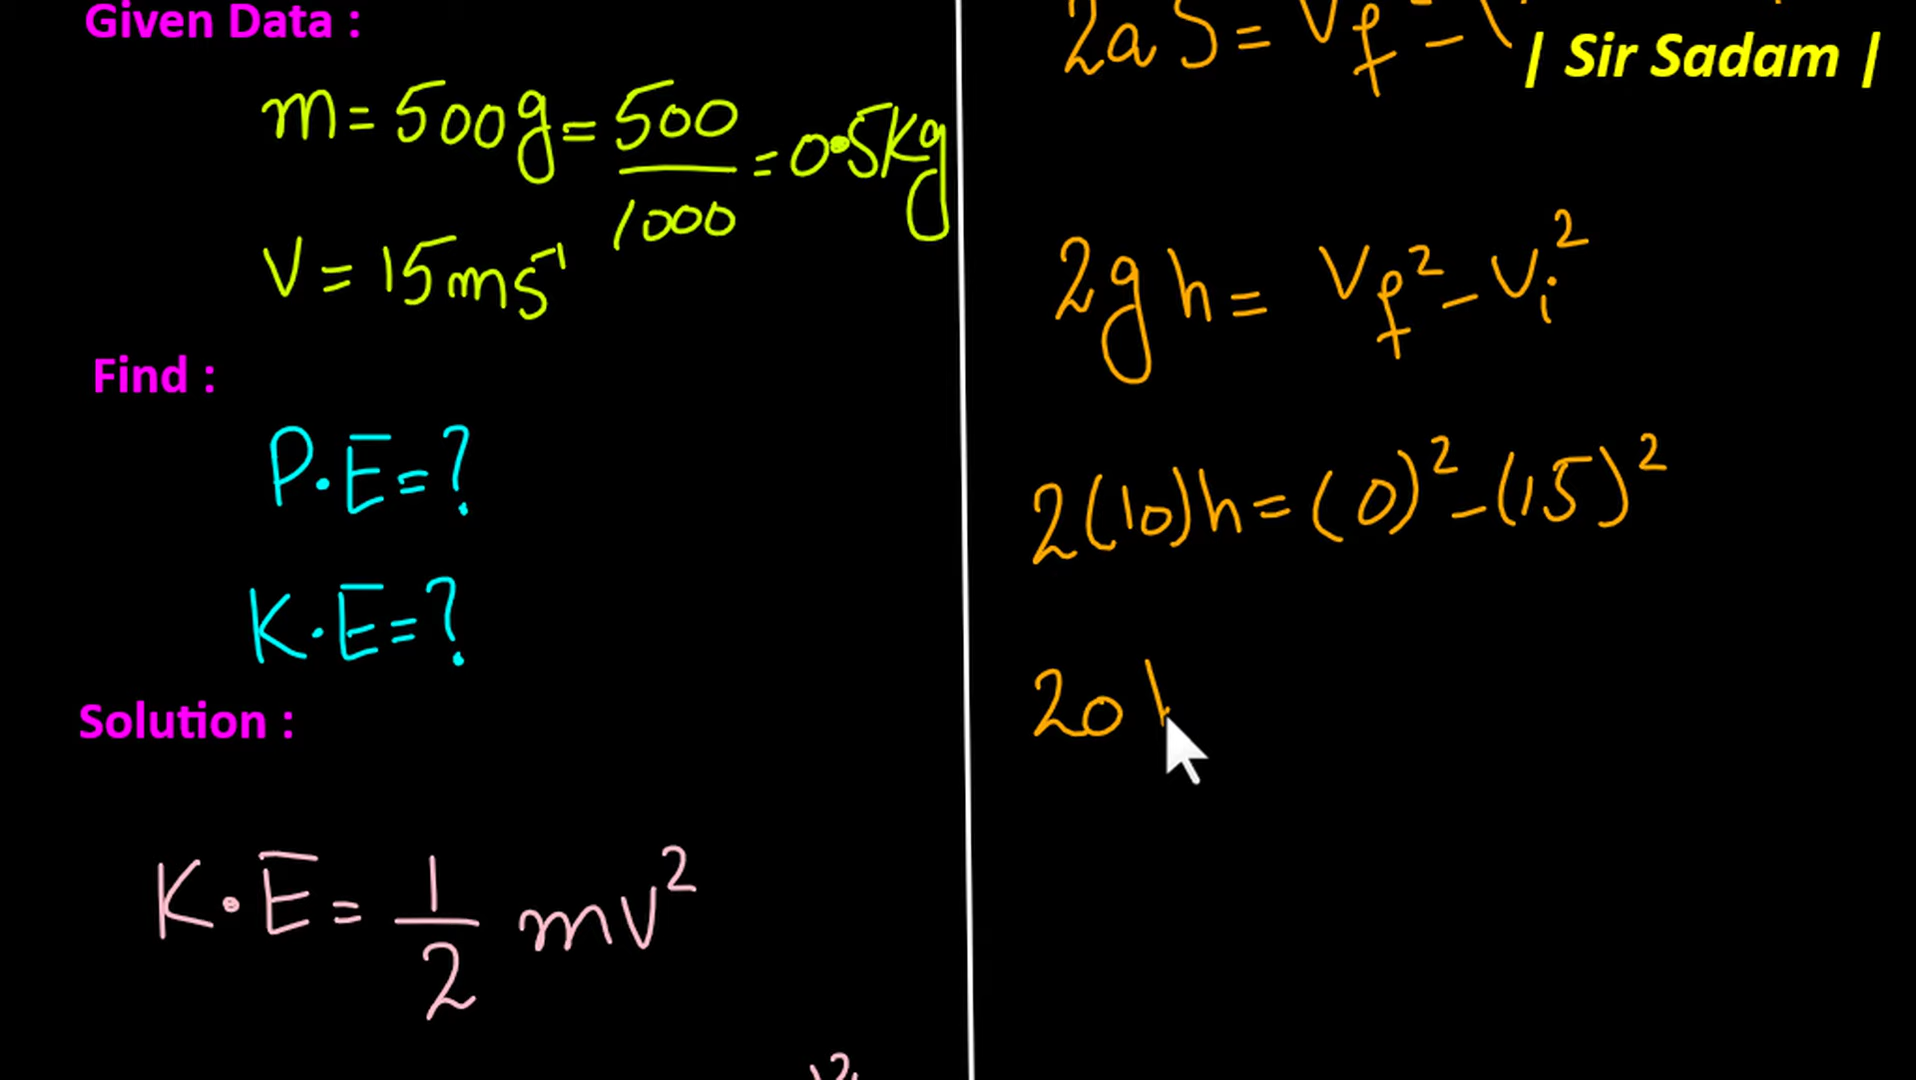 Given Data :
m = 500g = 500/1000 = 0.5Kg
V = 15ms⁻¹
Find :
P.E = ?
K.E = ?
Solution :
K.E = 1/2 mv²
2aS = Vf² -
| Sir Sadam |
2gh = Vf² - Vi²
2(10)h = (0)² - (15)²
20